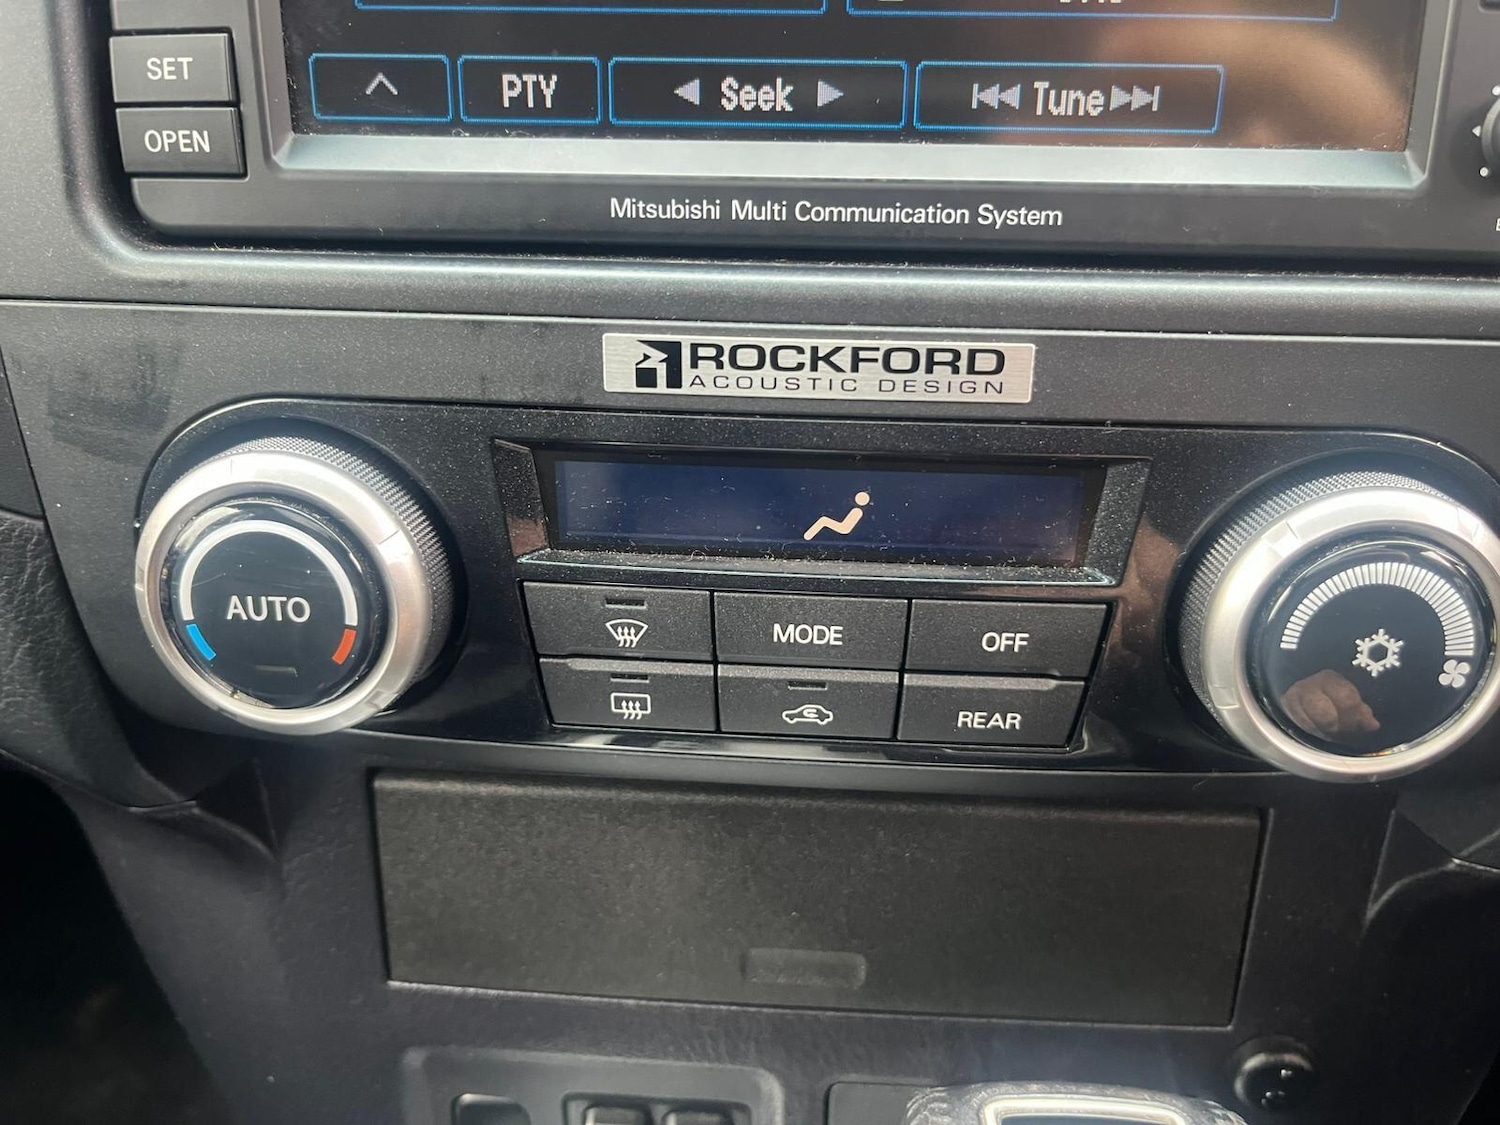 SET
OPEN
PTY
Seek
Tune
Mitsubishi Multi Communication System
ROCKFORD
ACOUSTIC DESIGN
AUTO
MODE
OFF
REAR